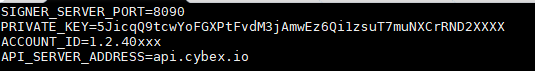 SIGNER_SERVER_PORT=8090
PRIVATE_KEY=5JicqQ9tcwYoFGXPtFvdM3jAmwEz6Qi1zsuT7muNXCrRND2XXXX
ACCOUNT_ID=1.2.40xxx
API_SERVER_ADDRESS=api.cybex.io